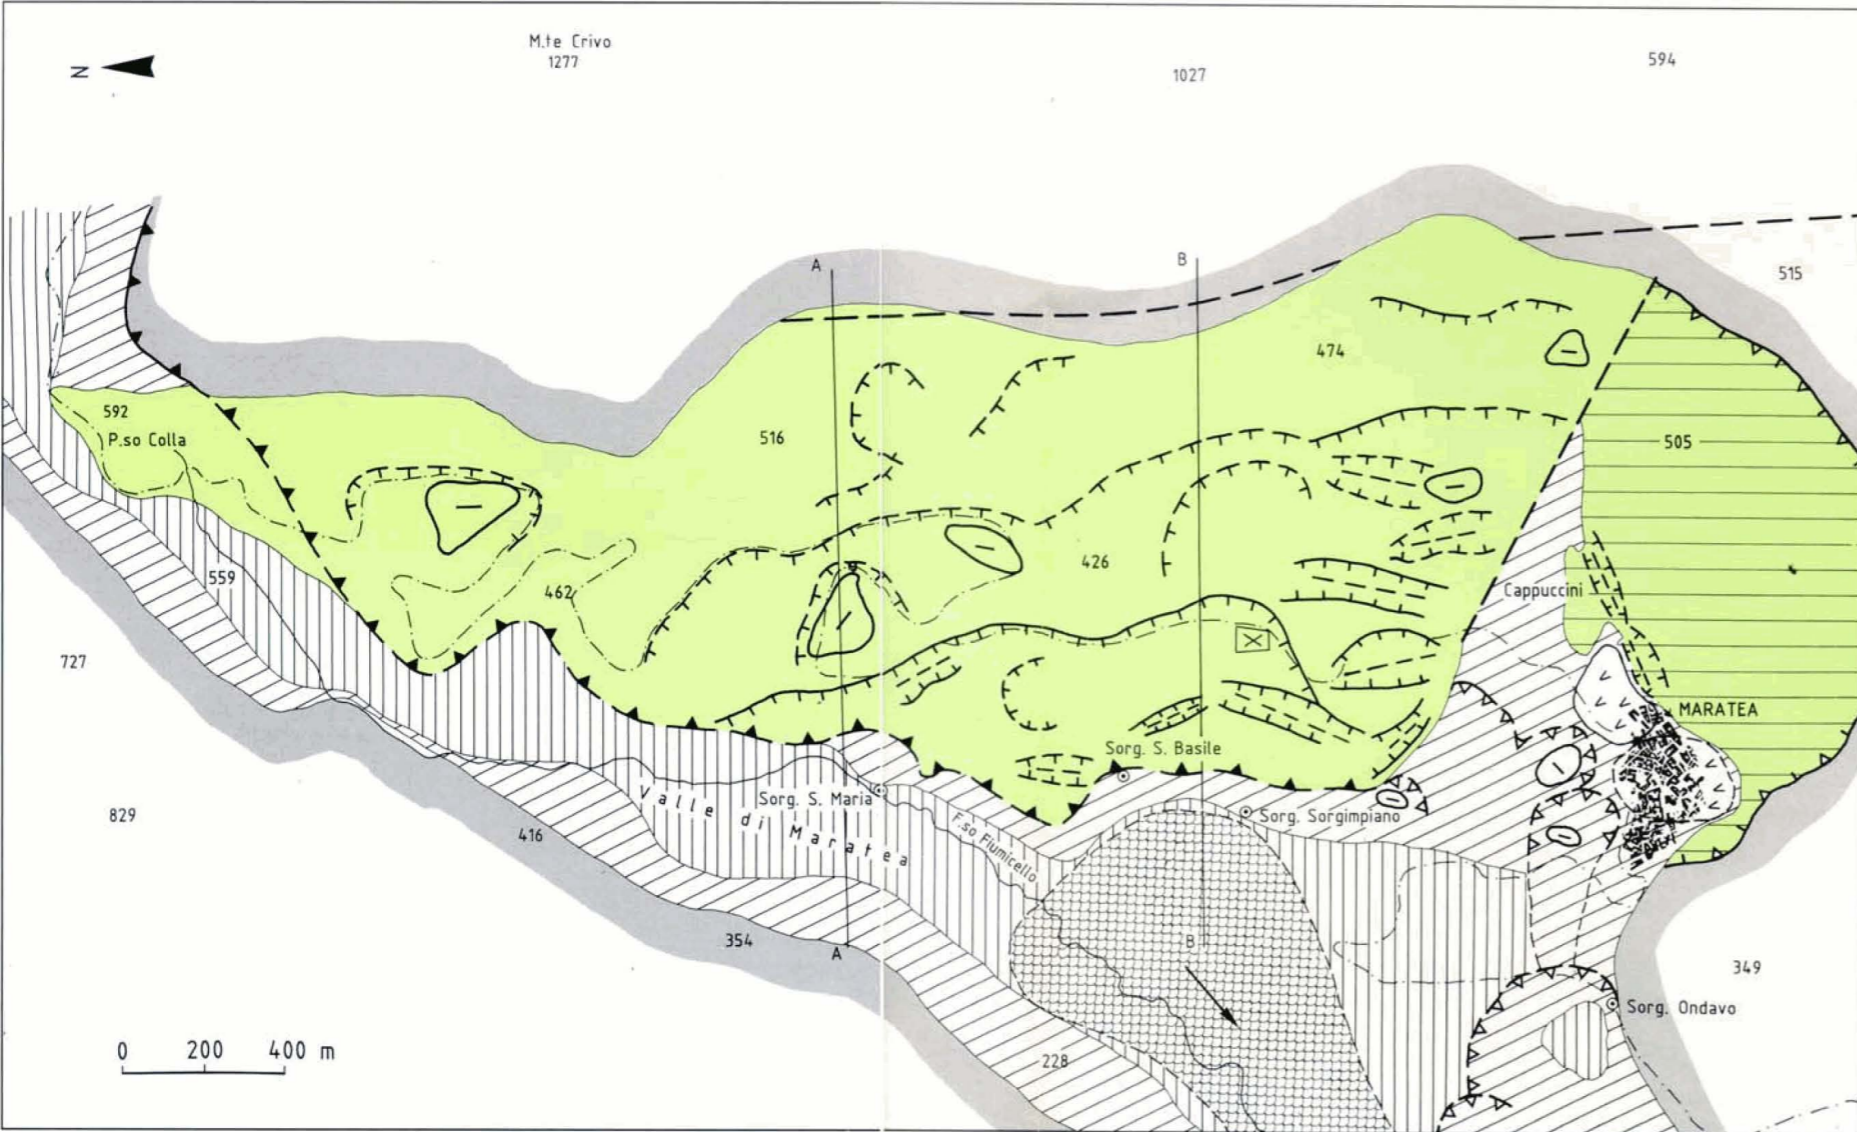 M.te Crivo
1277
1027
594
N
A
B
515
474
592
P.so Colla
516
505
426
559
462
Cappuccini
727
MARATEA
Sorg. S. Basile
829
416
Valle di Maratea
Sorg. S. Maria
F.so Fiumicello
Sorg. Sorgimpiano
354
A
B
349
Sorg. Ondavo
0 200 400 m
228